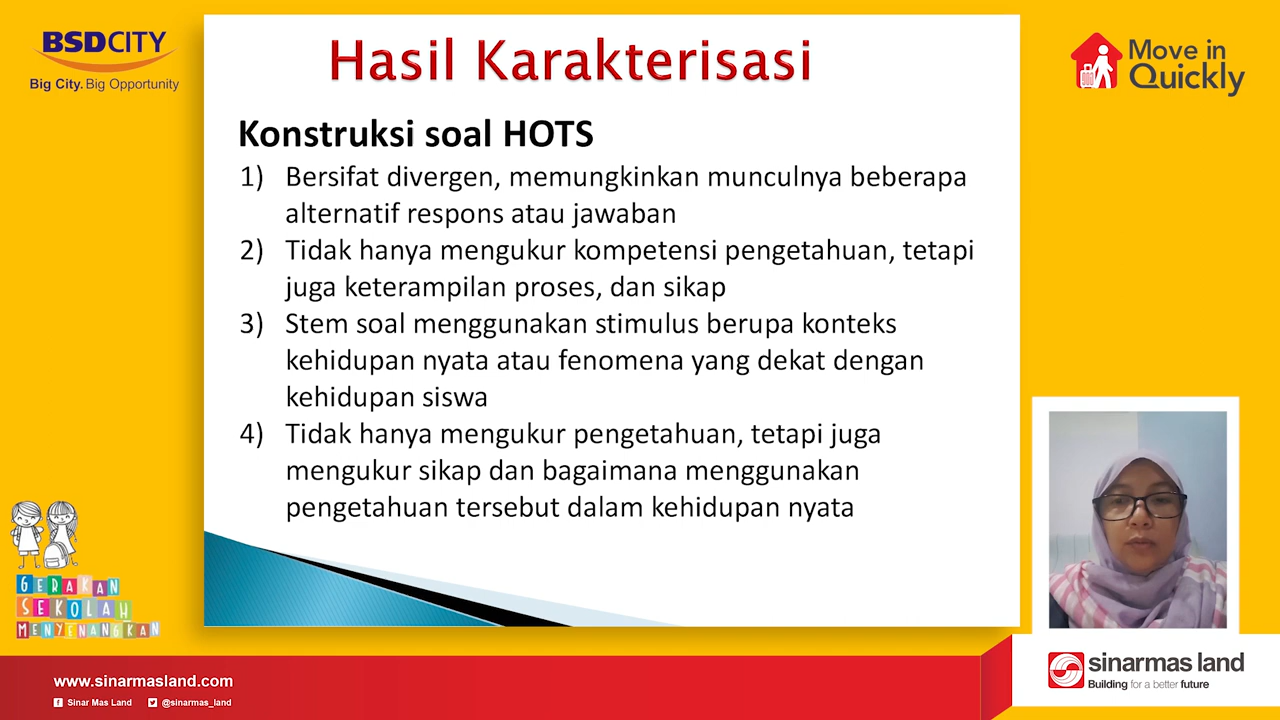 BSDCITY
Big City. Big Opportunity
Hasil Karakterisasi
Move in
Quickly
Konstruksi soal HOTS
1) Bersifat divergen, memungkinkan munculnya beberapa
alternatif respons atau jawaban
2) Tidak hanya mengukur kompetensi pengetahuan, tetapi
juga keterampilan proses, dan sikap
3) Stem soal menggunakan stimulus berupa konteks
kehidupan nyata atau fenomena yang dekat dengan
kehidupan siswa
4) Tidak hanya mengukur pengetahuan, tetapi juga
mengukur sikap dan bagaimana menggunakan
pengetahuan tersebut dalam kehidupan nyata
GERAKAN
SEKOLAH
MENYENANGKAN
www.sinarmasland.com
Sinar Mas Land @sinarmas_land
sinarmas land
Building for a better future